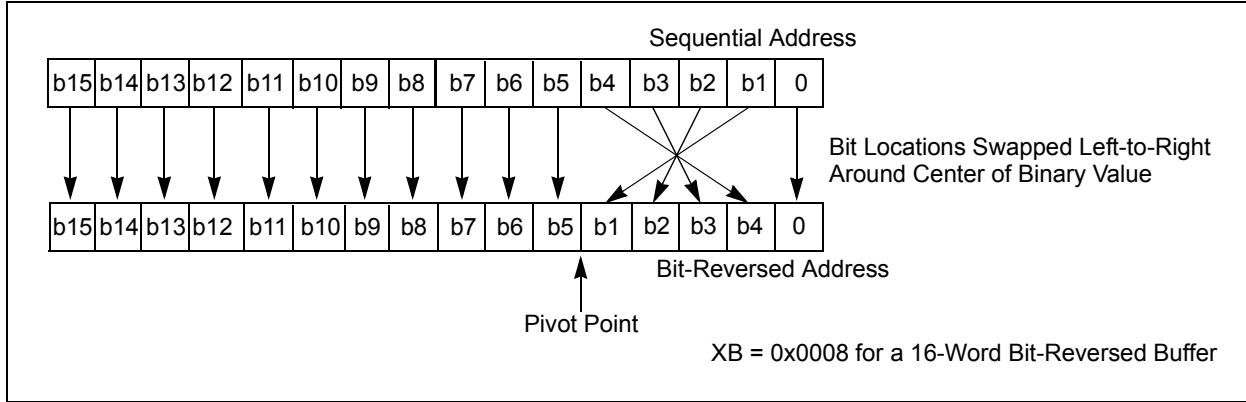 Sequential Address
b15 b14 b13 b12 b11 b10 b9 b8 b7 b6 b5 b4 b3 b2 b1 0
Bit Locations Swapped Left-to-Right
Around Center of Binary Value
b15 b14 b13 b12 b11 b10 b9 b8 b7 b6 b5 b1 b2 b3 b4 0
Bit-Reversed Address
Pivot Point
XB = 0x0008 for a 16-Word Bit-Reversed Buffer